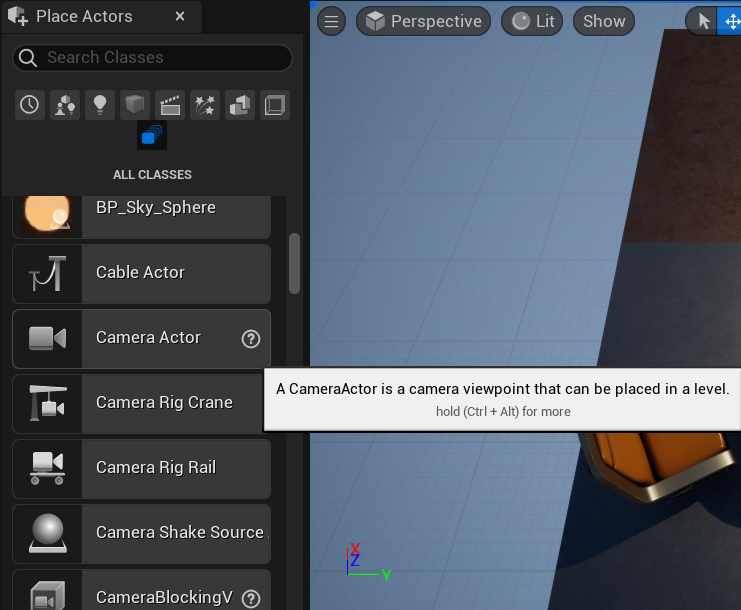 Place Actors
Perspective
Lit
Show
Search Classes
ALL CLASSES
BP_Sky_Sphere
Cable Actor
Camera Actor
A CameraActor is a camera viewpoint that can be placed in a level.
hold (Ctrl + Alt) for more
Camera Rig Crane
Camera Rig Rail
Camera Shake Source
CameraBlockingV
X
Z
Y